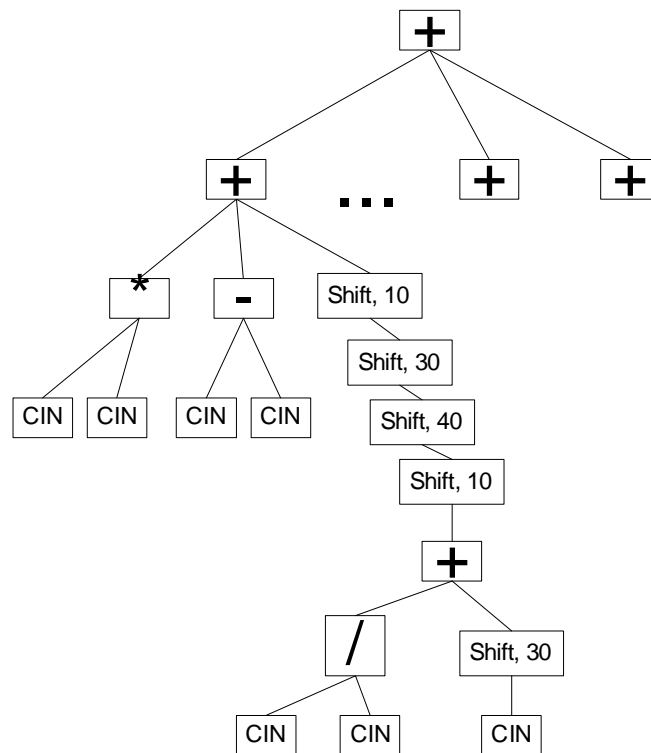 +
+ ... + +
* - Shift, 10
Shift, 30
CIN CIN CIN CIN
Shift, 40
Shift, 10
+
/ Shift, 30
CIN CIN CIN